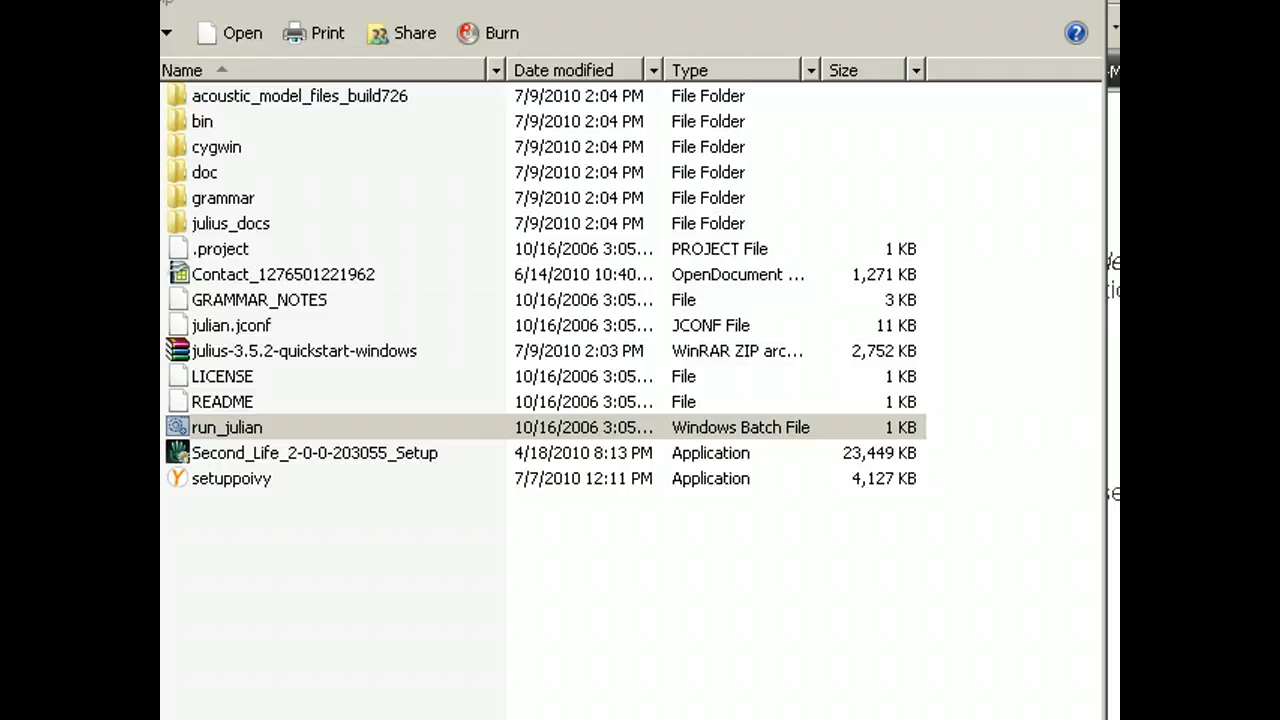 Open Print Share Burn
Name Date modified Type Size
acoustic_model_files_build726 7/9/2010 2:04 PM File Folder
bin 7/9/2010 2:04 PM File Folder
cygwin 7/9/2010 2:04 PM File Folder
doc 7/9/2010 2:04 PM File Folder
grammar 7/9/2010 2:04 PM File Folder
julius_docs 7/9/2010 2:04 PM File Folder
.project 10/16/2006 3:05... PROJECT File 1 KB
Contact_1276501221962 6/14/2010 10:40... OpenDocument ... 1,271 KB
GRAMMAR_NOTES 10/16/2006 3:05... File 3 KB
julian.jconf 10/16/2006 3:05... JCONF File 11 KB
julius-3.5.2-quickstart-windows 7/9/2010 2:03 PM WinRAR ZIP arc... 2,752 KB
LICENSE 10/16/2006 3:05... File 1 KB
README 10/16/2006 3:05... File 1 KB
run_julian 10/16/2006 3:05... Windows Batch File 1 KB
Second_Life_2-0-0-203055_Setup 4/18/2010 8:13 PM Application 23,449 KB
setuppoivy 7/7/2010 12:11 PM Application 4,127 KB